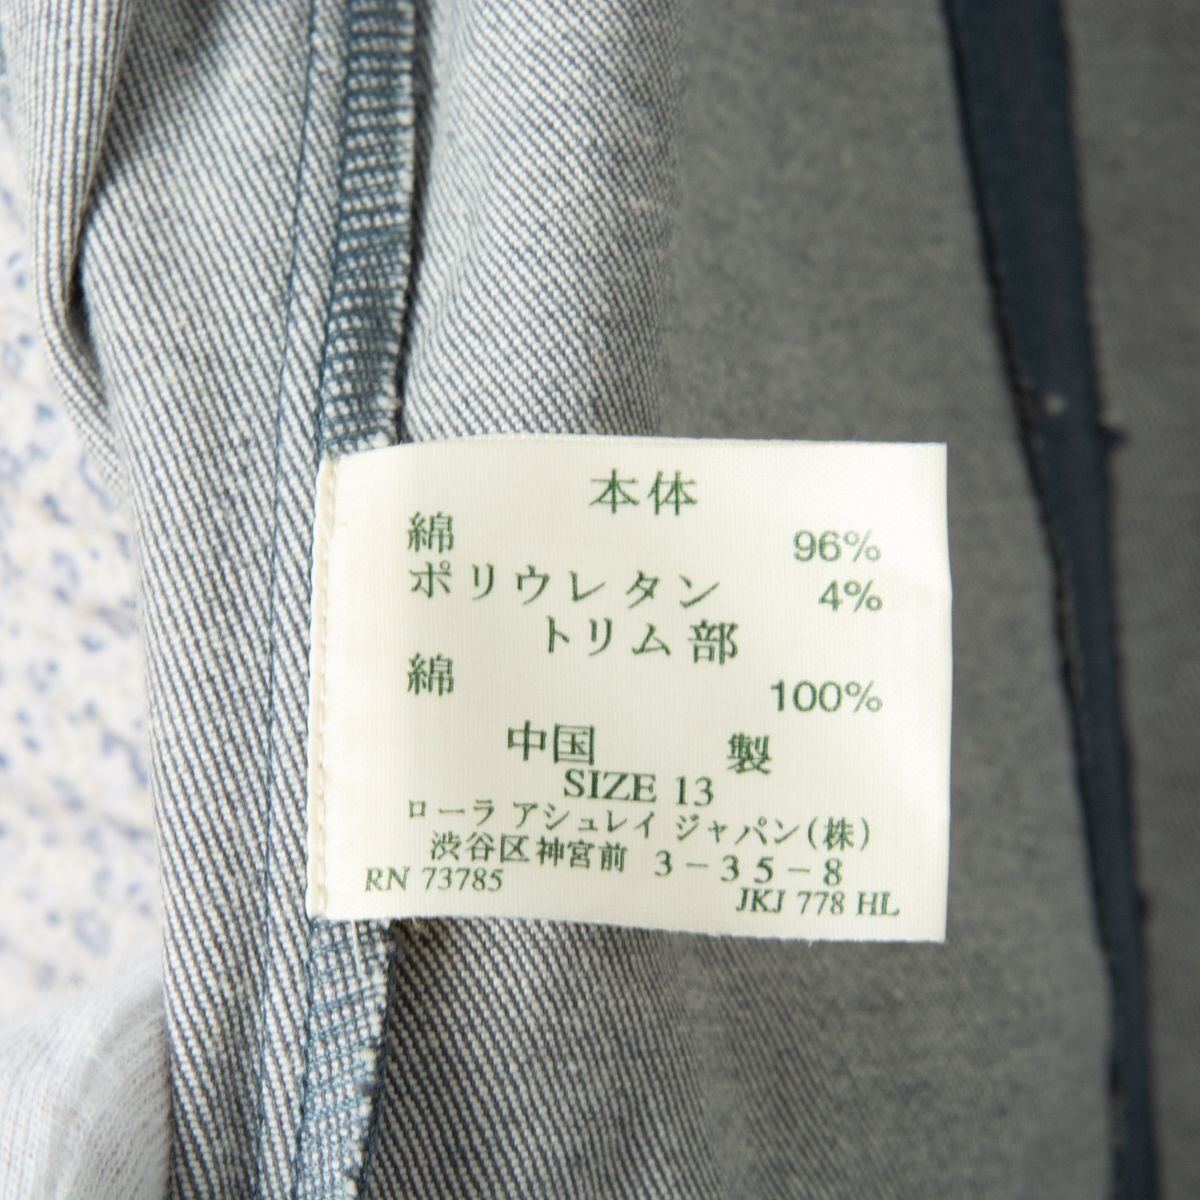 本体
綿 96%
ポリウレタン 4%
トリム部
綿 100%
中国 製
SIZE 13
ローラ アシュレイ ジャパン(株)
渋谷区神宮前 3-35-8
RN 73785 JKJ 778 HL